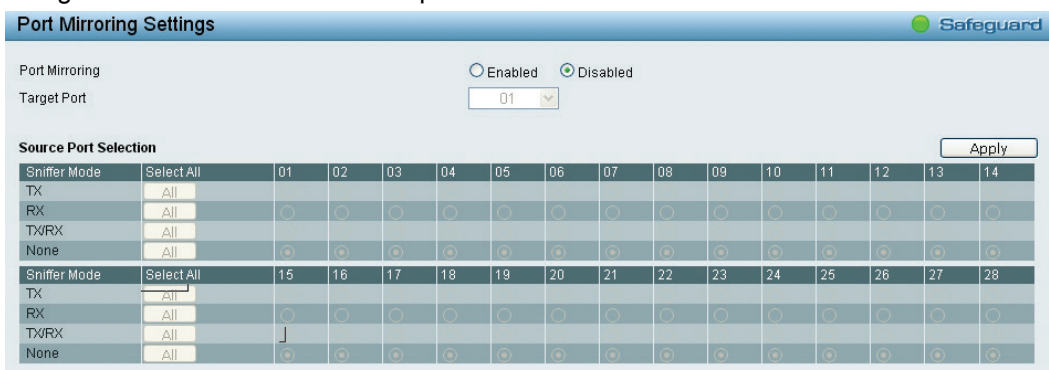 Port Mirroring Settings Safeguard
Port Mirroring Enabled Disabled
Target Port 01
Source Port Selection Apply
Sniffer Mode Select All 01 02 03 04 05 06 07 08 09 10 11 12 13 14
TX All
RX All
TX/RX All
None All
Sniffer Mode Select All 15 16 17 18 19 20 21 22 23 24 25 26 27 28
TX All
RX All
TX/RX All
None All